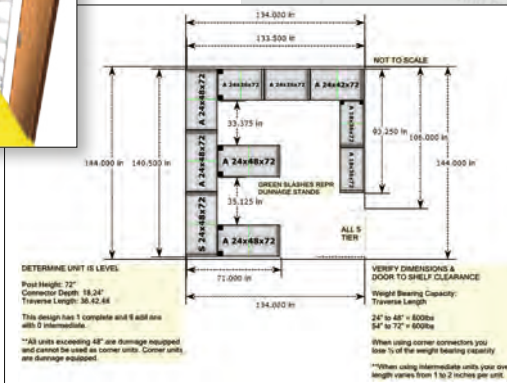 134.000 in
133.500 in
NOT TO SCALE
A 24x48x72
A 24x42x72
144.000 in
140.500 in
33.375 in
93.250 in
106.000 in
144.000 in
A 24x48x72
A 24x48x72
GREEN SLASHES REPR
DUNNAGE STANDS
35.125 in
ALL 5
TIER
S 24x48x72
A 24x48x72
71.000 in
134.000 in
DETERMINE UNIT IS LEVEL
Post Height: 72"
Connector Depth: 18,24"
Traverse Length: 36,42,48
This design has 1 complete and 9 add ons
with 0 intermediate.
**All units exceeding 48" are dunnage equipped
and cannot be used as corner units. Corner units
are dunnage equipped.
VERIFY DIMENSIONS &
DOOR TO SHELF CLEARANCE
Weight Bearing Capacity:
Traverse Length
24" to 48" = 800lbs
54" to 72" = 600lbs
When using corner connectors you
lose ½ of the weight bearing capacity
**When using intermediate units your ove
length varies from 1 to 2 inches per unit.